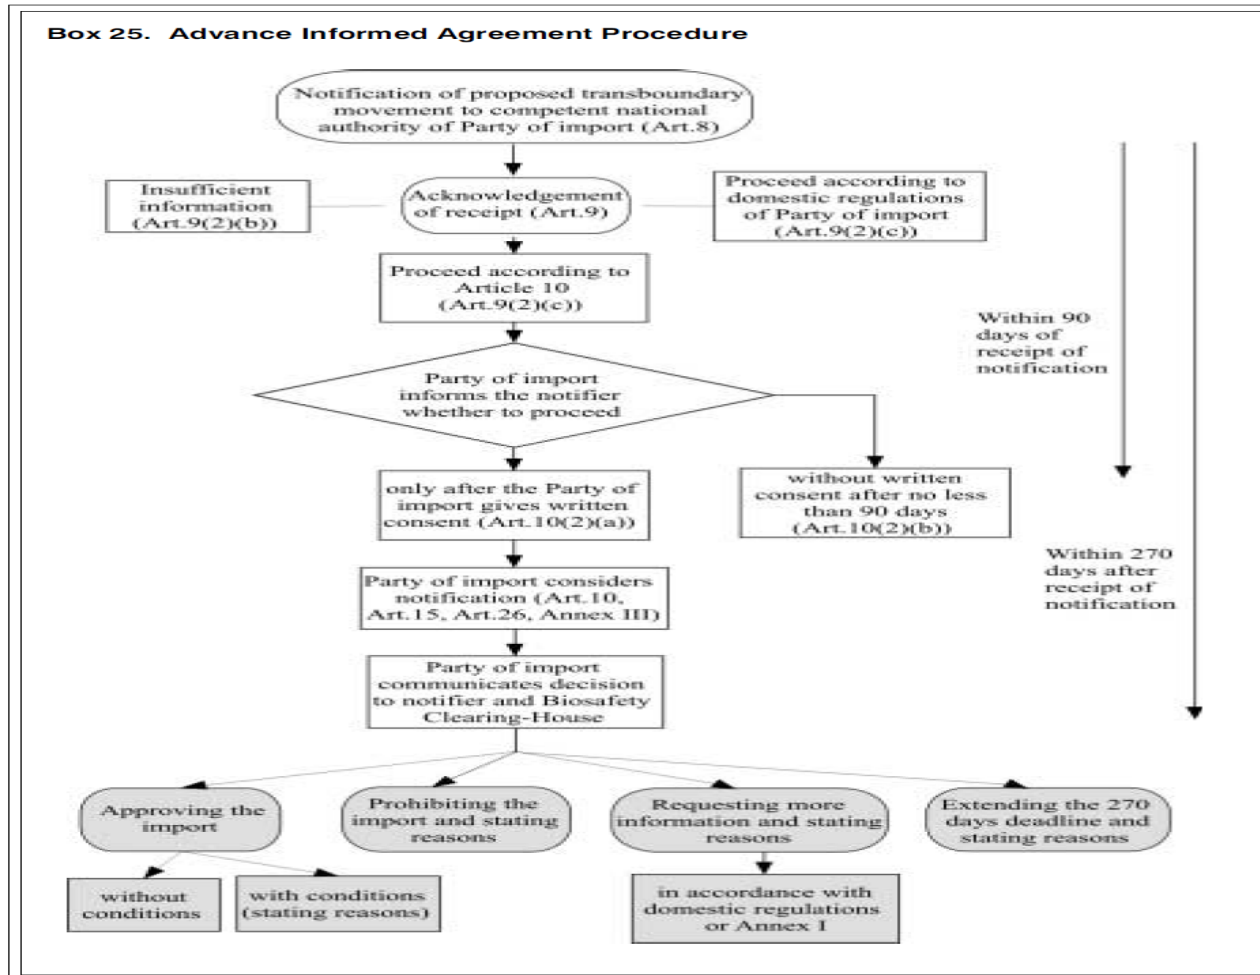 Box 25. Advance Informed Agreement Procedure
Notification of proposed transboundary
movement to competent national
authority of Party of import (Art.8)
Insufficient
information
(Art.9(2)(b))
Acknowledgement
of receipt (Art.9)
Proceed according to
domestic regulations
of Party of import
(Art.9(2)(c))
Proceed according to
Article 10
(Art.9(2)(c))
Within 90
days of
receipt of
notification
Party of import
informs the notifier
whether to proceed
only after the Party of
import gives written
consent (Art.10(2)(a))
without written
consent after no less
than 90 days
(Art.10(2)(b))
Within 270
days after
receipt of
notification
Party of import considers
notification (Art.10,
Art.15, Art.26, Annex III)
Party of import
communicates decision
to notifier and Biosafety
Clearing-House
Approving the
import
Prohibiting the
import and stating
reasons
Requesting more
information and stating
reasons
Extending the 270
days deadline and
stating reasons
without
conditions
with conditions
(stating reasons)
in accordance with
domestic regulations
or Annex I